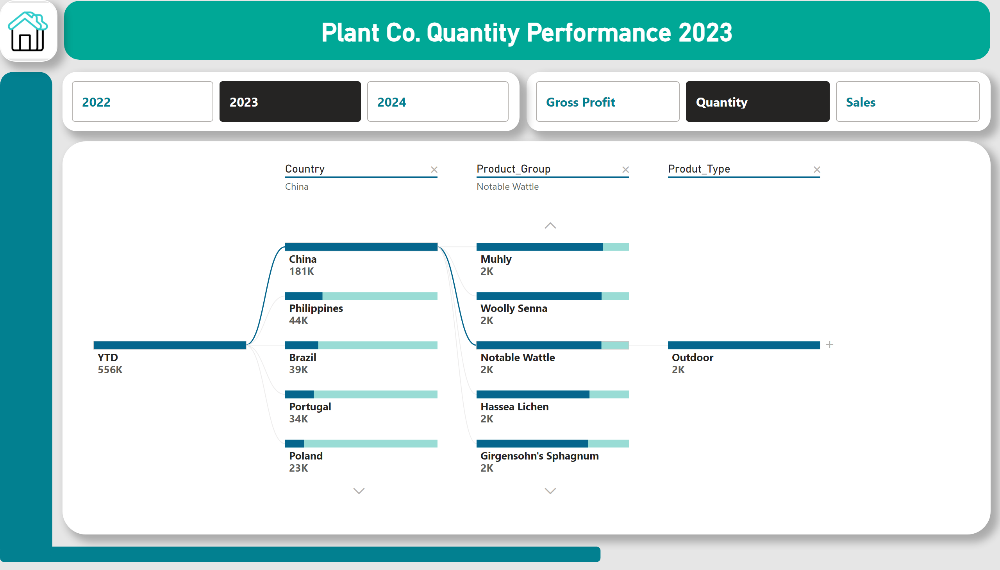 Plant Co. Quantity Performance 2023
2022
2023
2024
Gross Profit
Quantity
Sales
Country
China
Product_Group
Notable Wattle
Produt_Type
YTD
556K
China
181K
Philippines
44K
Brazil
39K
Portugal
34K
Poland
23K
Muhly
2K
Woolly Senna
2K
Notable Wattle
2K
Hassea Lichen
2K
Girgensohn's Sphagnum
2K
Outdoor
2K